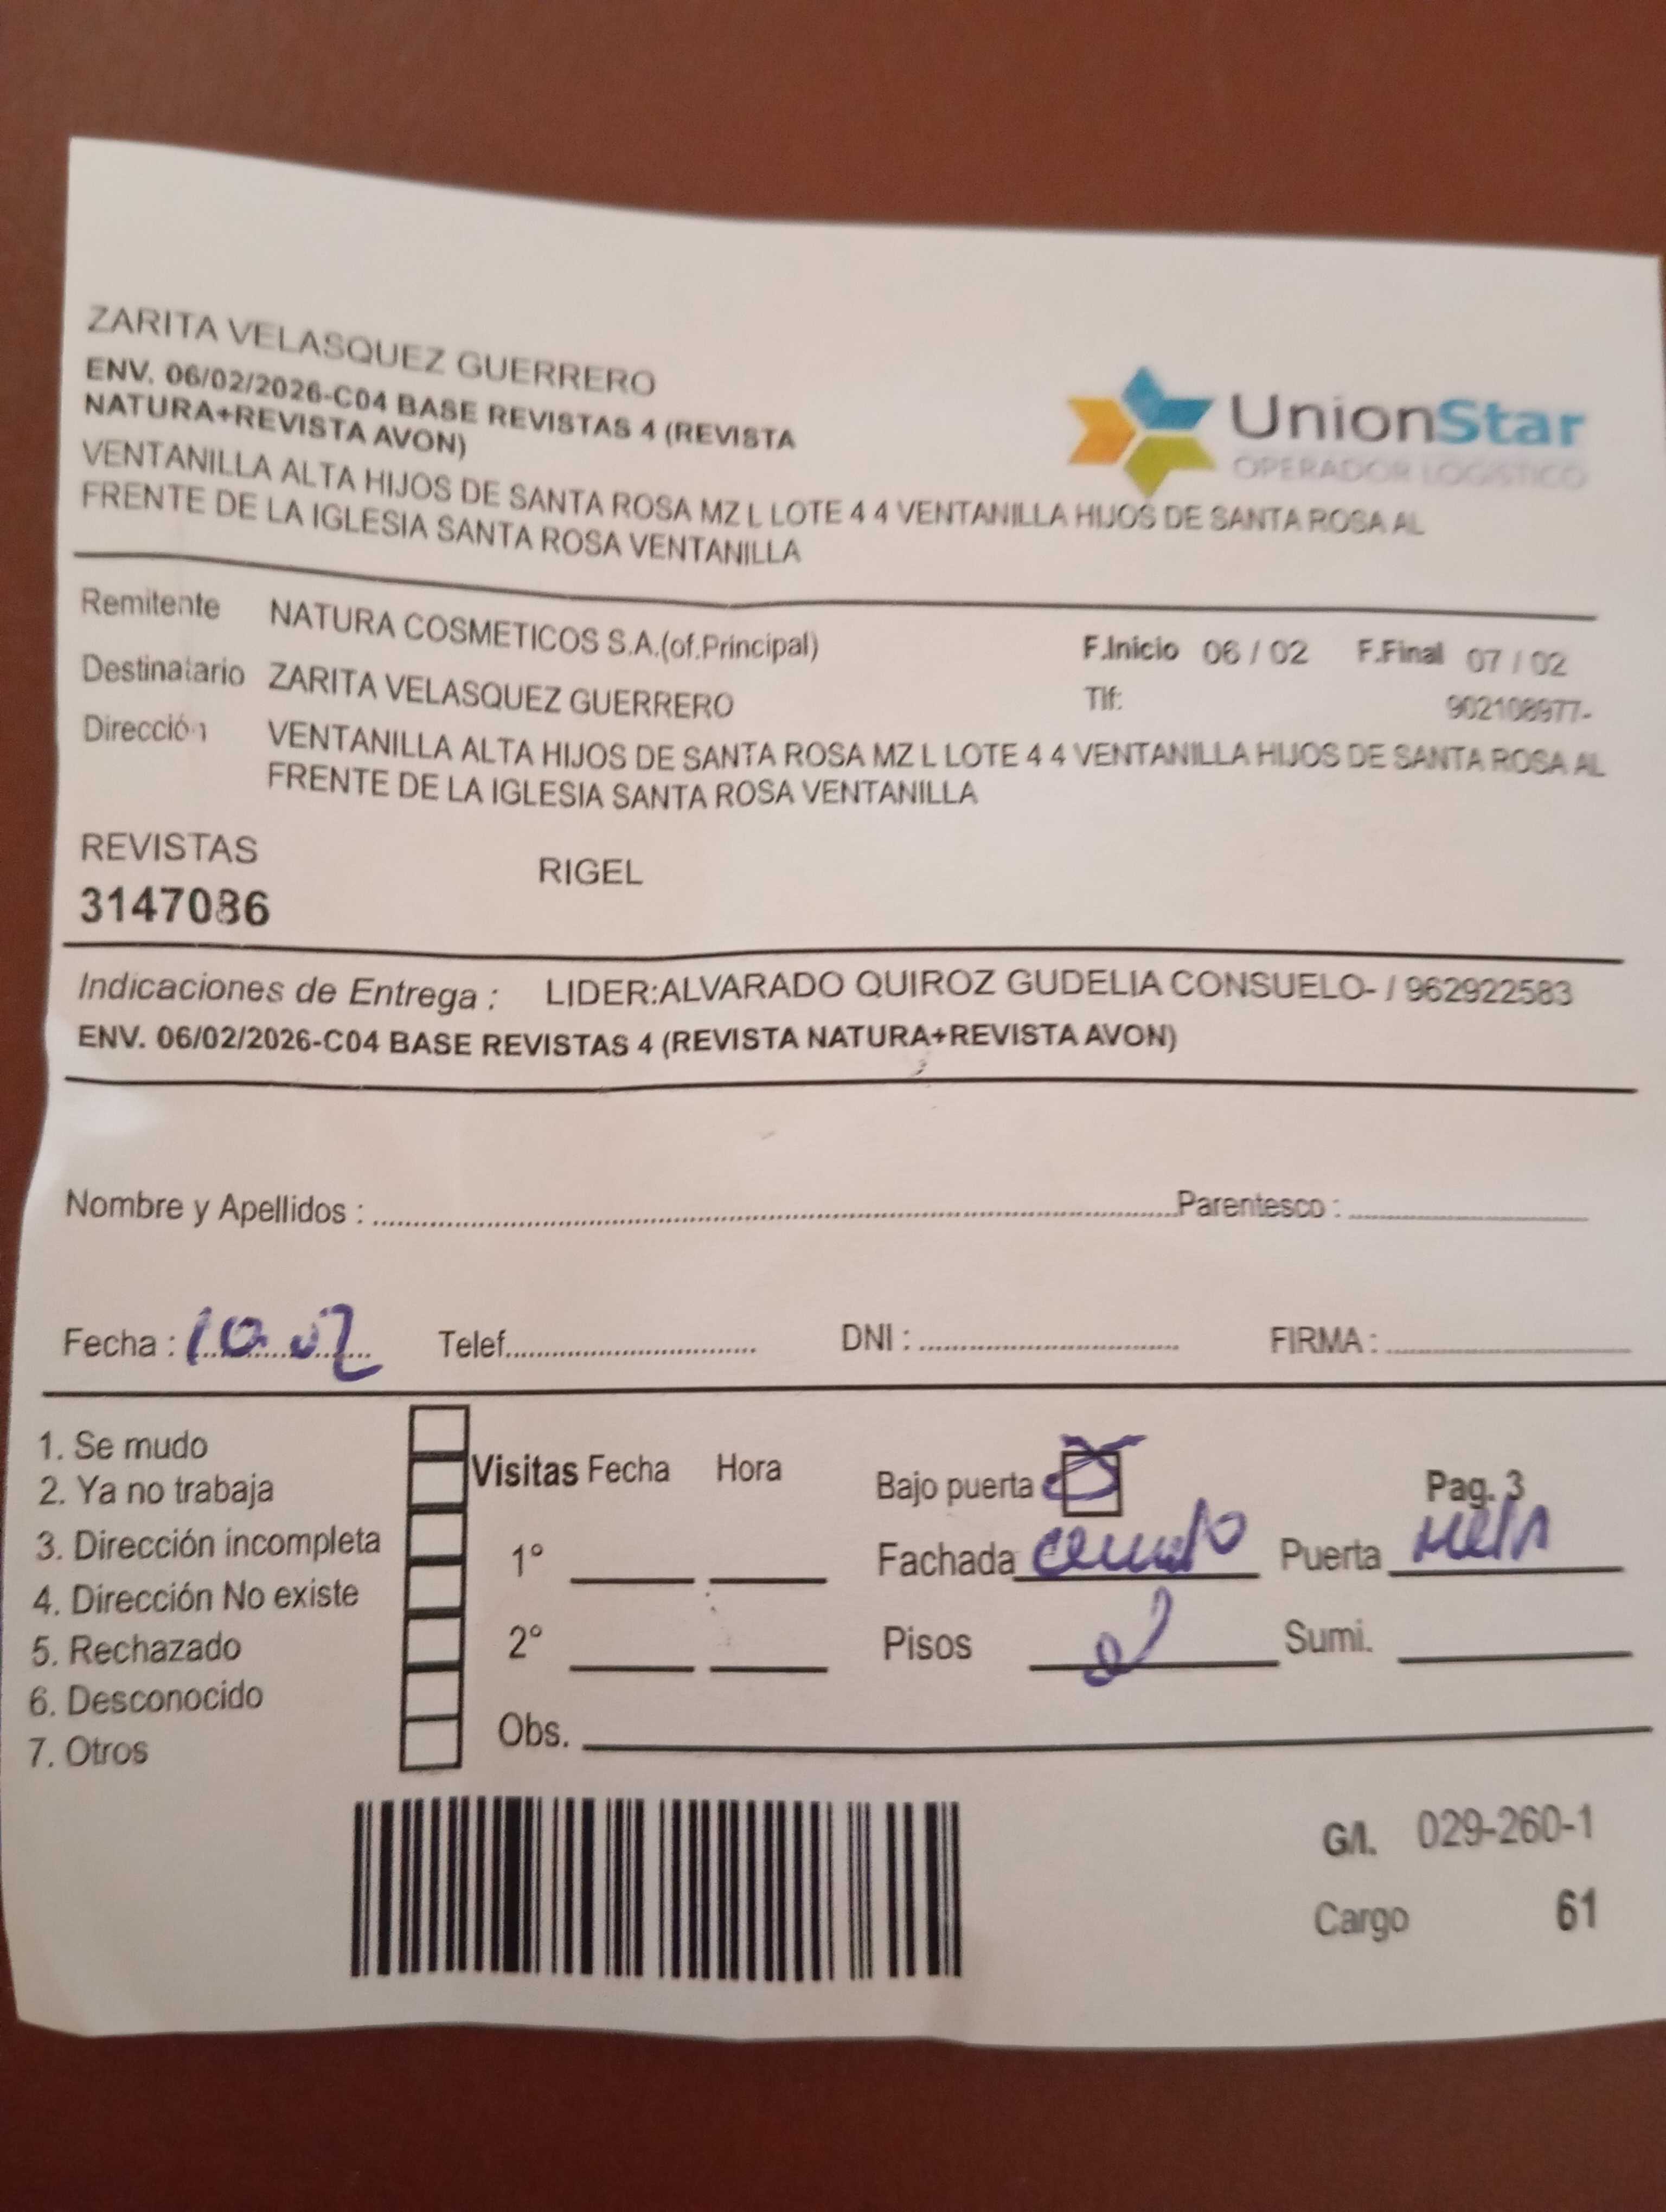 ZARITA VELASQUEZ GUERRERO
ENV. 06/02/2026-C04 BASE REVISTAS 4 (REVISTA
NATURA+REVISTA AVON)
UnionStar
OPERADOR LOGISTICO
VENTANILLA ALTA HIJOS DE SANTA ROSA MZ L LOTE 4 4 VENTANILLA HIJOS DE SANTA ROSA AL
FRENTE DE LA IGLESIA SANTA ROSA VENTANILLA
Remitente NATURA COSMETICOS S.A.(of.Principal) F.Inicio 06 / 02 F.Final 07 / 02
Destinatario ZARITA VELASQUEZ GUERRERO Tlf: 902108977-
Dirección VENTANILLA ALTA HIJOS DE SANTA ROSA MZ L LOTE 4 4 VENTANILLA HIJOS DE SANTA ROSA AL
FRENTE DE LA IGLESIA SANTA ROSA VENTANILLA
REVISTAS RIGEL
3147086
Indicaciones de Entrega : LIDER:ALVARADO QUIROZ GUDELIA CONSUELO- / 962922583
ENV. 06/02/2026-C04 BASE REVISTAS 4 (REVISTA NATURA+REVISTA AVON)
Nombre y Apellidos : Parentesco :
Fecha : 10.02 Telef. DNI : FIRMA :
1. Se mudo
2. Ya no trabaja
3. Dirección incompleta
4. Dirección No existe
5. Rechazado
6. Desconocido
7. Otros
Visitas Fecha Hora
1°
2°
Obs.
Bajo puerta Pag. 3
Fachada cemento Puerta
Pisos 2 Sumi.
G/I. 029-260-1
Cargo 61